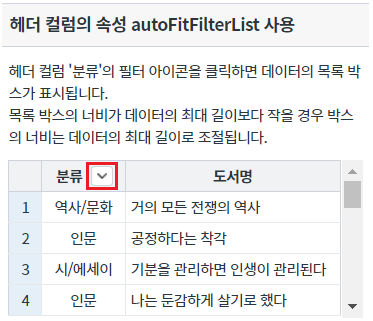 헤더 컬럼의 속성 autoFitFilterList 사용
헤더 컬럼 '분류'의 필터 아이콘을 클릭하면 데이터의 목록 박
스가 표시됩니다.
목록 박스의 너비가 데이터의 최대 길이보다 작을 경우 박스
의 너비는 데이터의 최대 길이로 조절됩니다.
분류 도서명
1 역사/문화 거의 모든 전쟁의 역사
2 인문 공정하다는 착각
3 시/에세이 기분을 관리하면 인생이 관리된다
4 인문 나는 둔감하게 살기로 했다